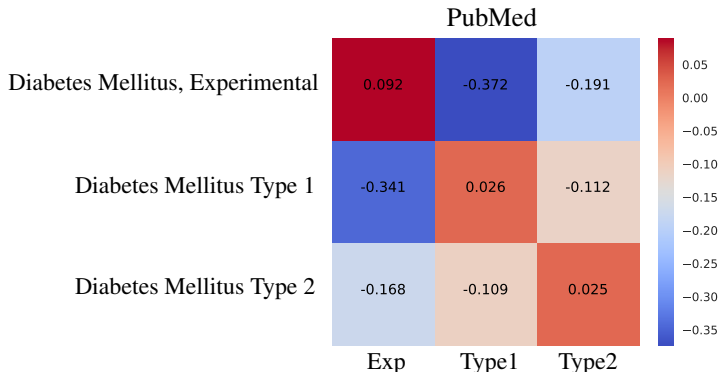 PubMed
Diabetes Mellitus, Experimental
0.092 -0.372 -0.191
Diabetes Mellitus Type 1
-0.341 0.026 -0.112
Diabetes Mellitus Type 2
-0.168 -0.109 0.025
Exp Type1 Type2
0.05
0.00
−0.05
−0.10
−0.15
−0.20
−0.25
−0.30
−0.35